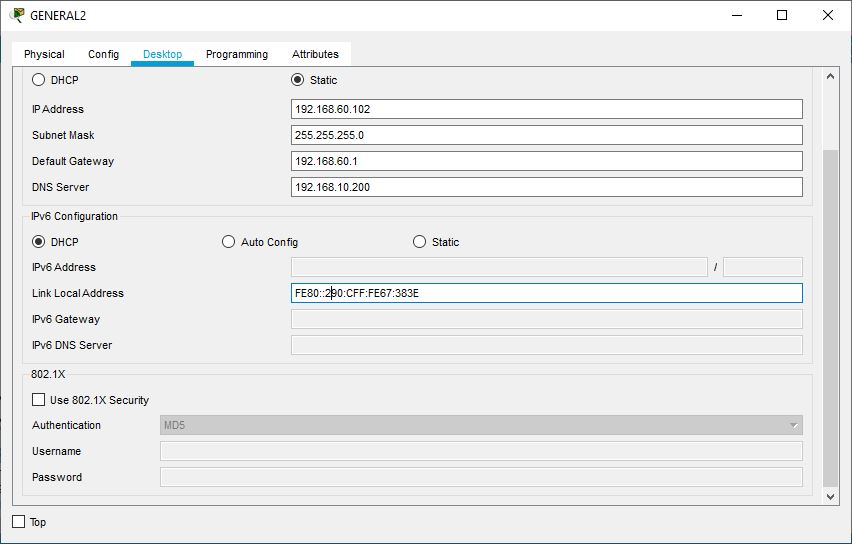 GENERAL2
Physical Config Desktop Programming Attributes
DHCP Static
IP Address 192.168.60.102
Subnet Mask 255.255.255.0
Default Gateway 192.168.60.1
DNS Server 192.168.10.200
IPv6 Configuration
DHCP Auto Config Static
IPv6 Address /
Link Local Address FE80::290:CFF:FE67:383E
IPv6 Gateway
IPv6 DNS Server
802.1X
Use 802.1X Security
Authentication MD5
Username
Password
Top